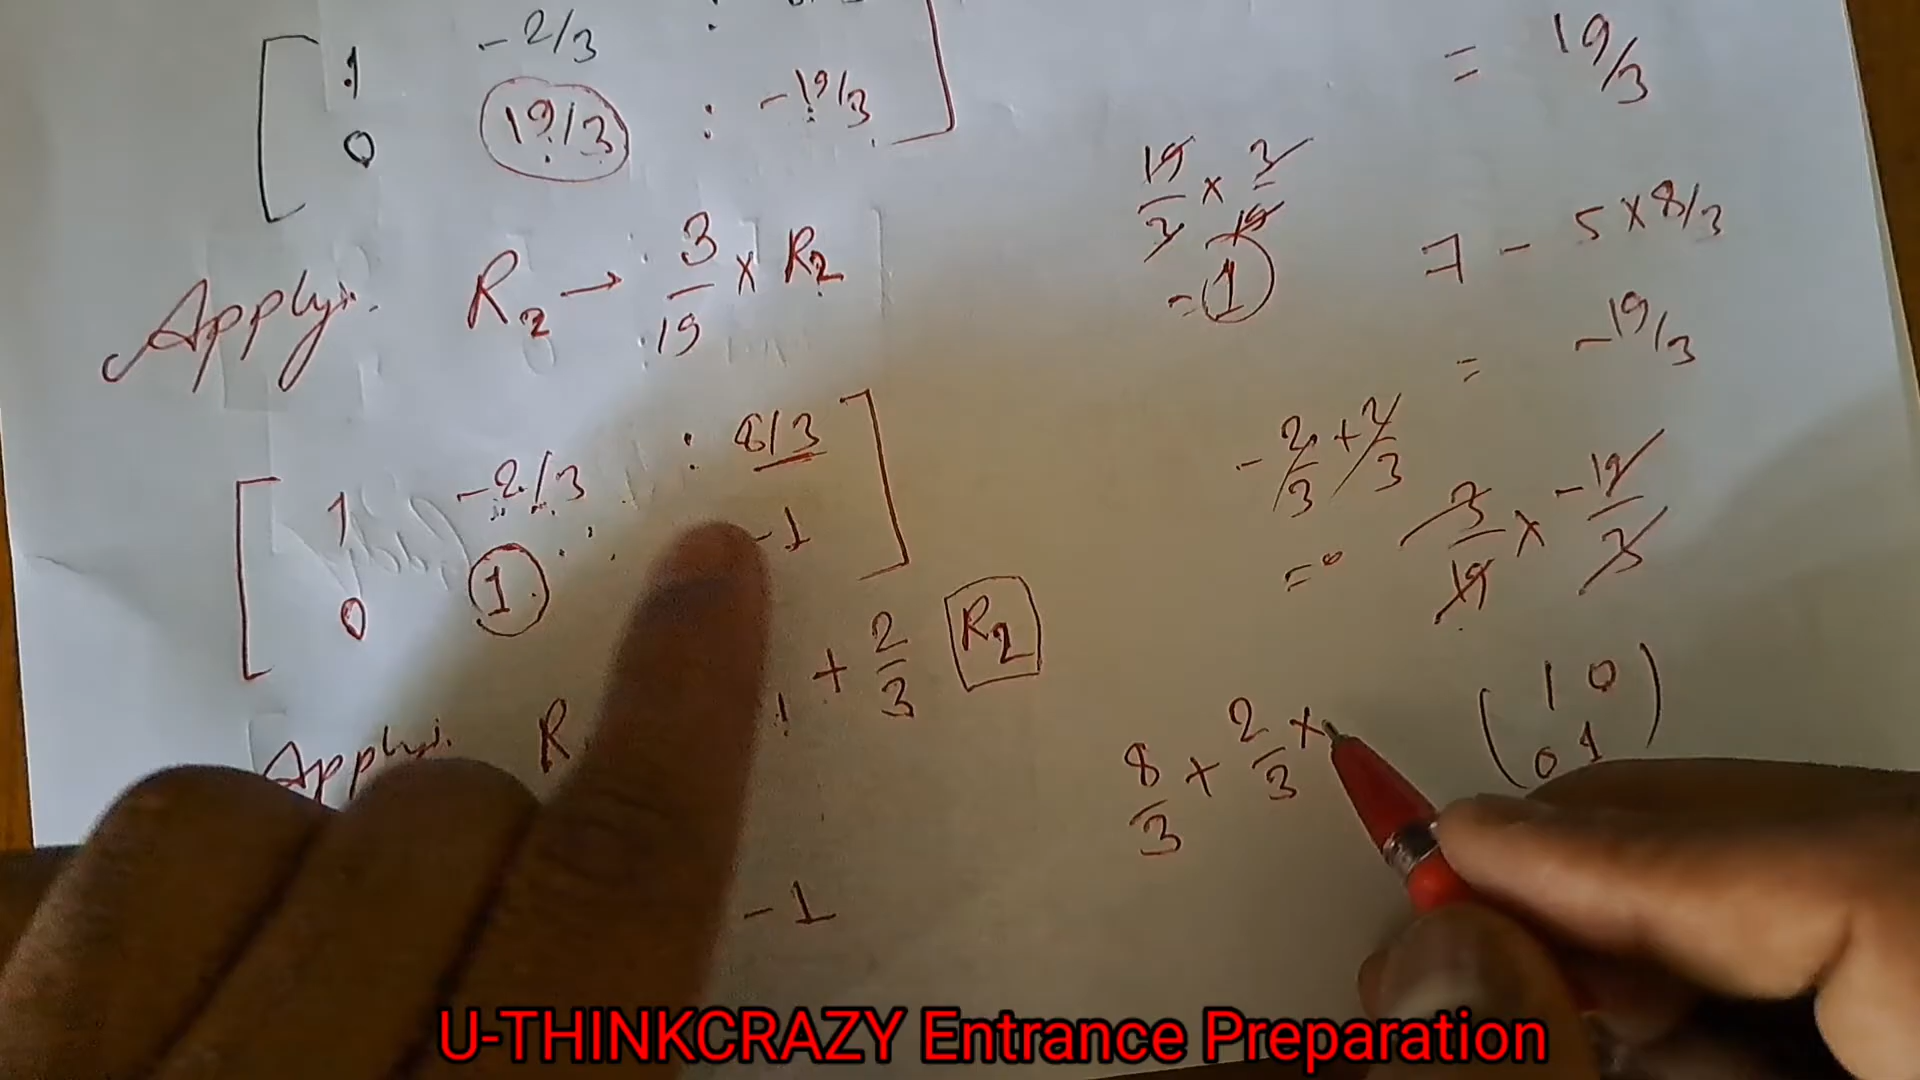 1 -2/3 :
0 19/3 : -19/3
Apply: R2 → 3/19 x R2
1 -2/3 : 8/3
0 1 : -1
Apply: R + 2/3 R2
-1
= 19/3
19/3 x 3/19
= 1
7 - 5 x 8/3
= -19/3
-2/3 + 2/3
= 0
3/19 x -19/3
8/3 + 2/3 x
( 1 0
0 1 )
U-THINKCRAZY Entrance Preparation